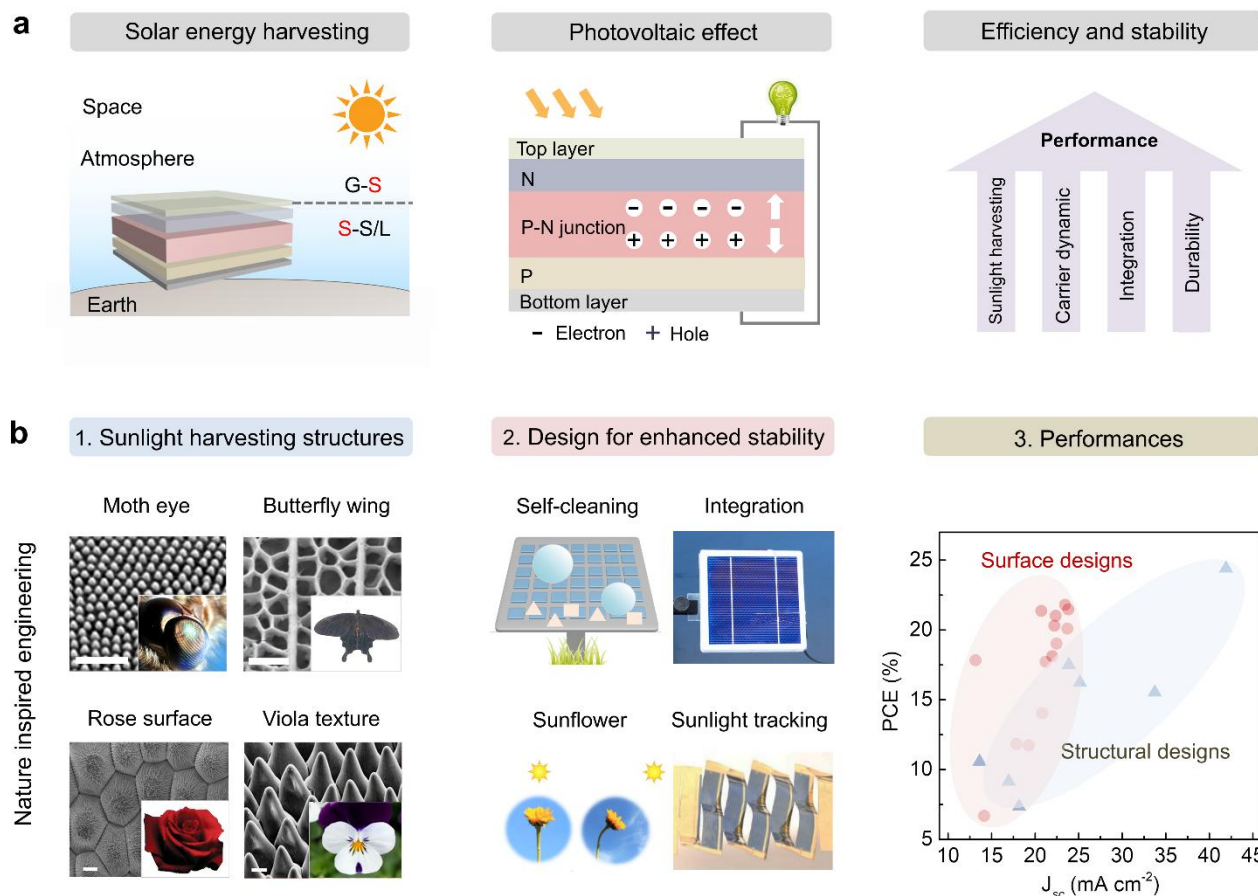 a
Solar energy harvesting
Photovoltaic effect
Efficiency and stability
Space
Atmosphere
G-S
S-S/L
Earth
Top layer
N
P-N junction
P
Bottom layer
- Electron + Hole
Performance
Sunlight harvesting
Carrier dynamic
Integration
Durability
b
Nature inspired engineering
1. Sunlight harvesting structures
2. Design for enhanced stability
3. Performances
Moth eye
Butterfly wing
Rose surface
Viola texture
Self-cleaning
Integration
Sunflower
Sunlight tracking
PCE (%)
25
20
15
10
5
Surface designs
Structural designs
10 15 20 25 30 35 40 45
J_sc (mA cm⁻²)